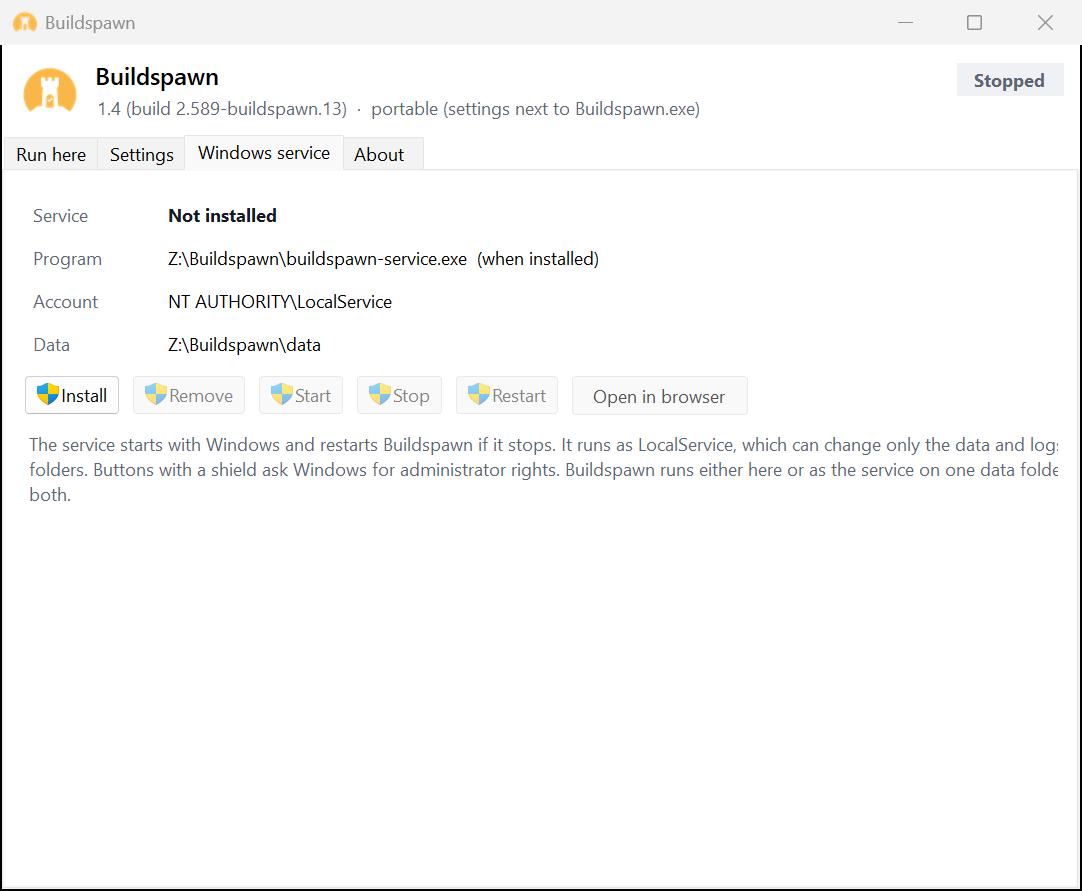 Buildspawn
Buildspawn
Stopped
1.4 (build 2.589-buildspawn.13) · portable (settings next to Buildspawn.exe)
Run here Settings Windows service About
Service Not installed
Program Z:\Buildspawn\buildspawn-service.exe (when installed)
Account NT AUTHORITY\LocalService
Data Z:\Buildspawn\data
Install Remove Start Stop Restart Open in browser
The service starts with Windows and restarts Buildspawn if it stops. It runs as LocalService, which can change only the data and logs
folders. Buttons with a shield ask Windows for administrator rights. Buildspawn runs either here or as the service on one data folde
both.